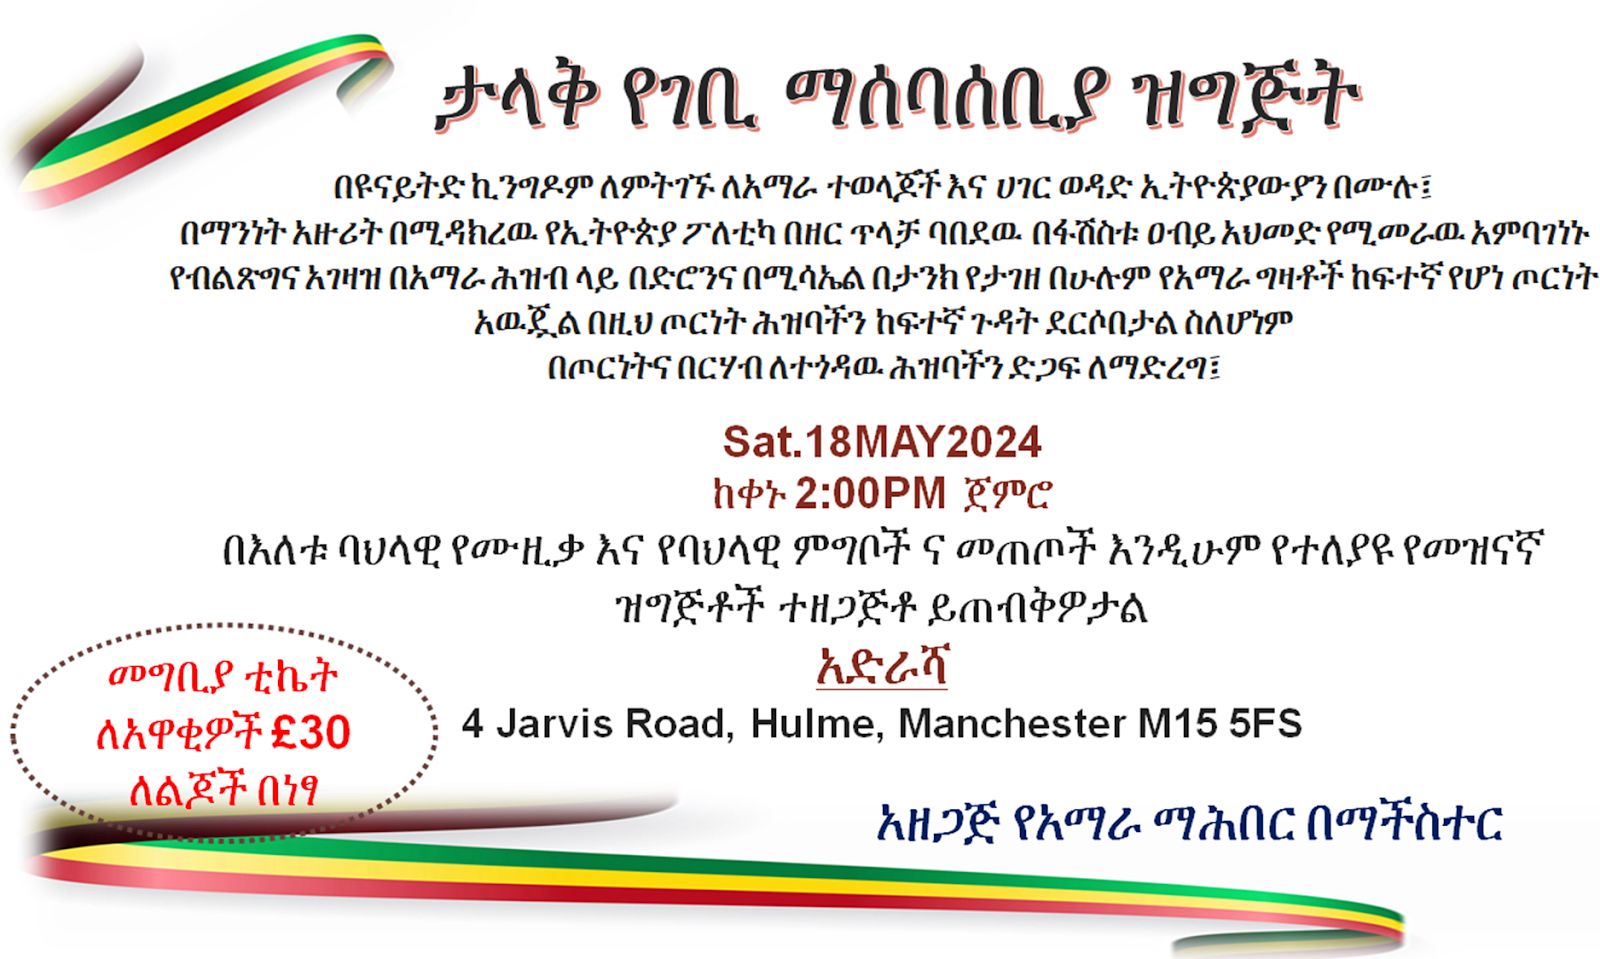 ታላቅ የገቢ ማሰባሰቢያ ዝግጅት
በዩናይትድ ኪንግዶም ለምትገኙ ለአማራ ተወላጆች እና ሀገር ወዳድ ኢትዮጵያውያን በሙሉ፤
በማንነት አዙሪት በሚዳክረዉ የኢትዮጵያ ፖለቲካ በዘር ጥላቻ ባበደዉ በፋሽስቱ ዐብይ አህመድ የሚመራዉ አምባገነኑ
የብልጽግና አገዛዝ በአማራ ሕዝብ ላይ በድሮንና በሚሳኤል በታንክ የታገዘ በሁሉም የአማራ ግዛቶች ከፍተኛ የሆነ ጦርነት
አዉጇል በዚህ ጦርነት ሕዝባችን ከፍተኛ ጉዳት ደርሶበታል ስለሆነም
በጦርነትና በርሃብ ለተጎዳዉ ሕዝባችን ድጋፍ ለማድረግ፤
Sat.18MAY2024
ከቀኑ 2:00PM ጀምሮ
በእለቱ ባህላዊ የሙዚቃ እና የባህላዊ ምግቦች ና መጠጦች እንዲሁም የተለያዩ የመዝናኛ
ዝግጅቶች ተዘጋጅቶ ይጠብቅዎታል
አድራሻ
4 Jarvis Road, Hulme, Manchester M15 5FS
መግቢያ ቲኬት
ለአዋቂዎች £30
ለልጆች በነፃ
አዘጋጅ የአማራ ማሕበር በማችስተር